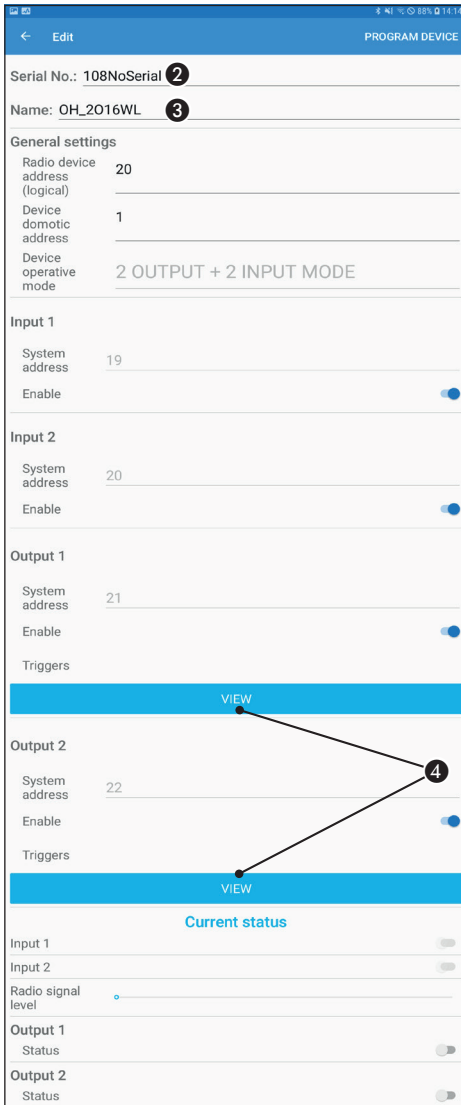 88% 14:14
Edit PROGRAM DEVICE
Serial No.: 108NoSerial 2
Name: OH_2O16WL 3
General settings
Radio device
address
(logical)
20
Device
domotic
address
1
Device
operative
mode
2 OUTPUT + 2 INPUT MODE
Input 1
System
address
19
Enable
Input 2
System
address
20
Enable
Output 1
System
address
21
Enable
Triggers
VIEW
Output 2
4
System
address
22
Enable
Triggers
VIEW
Current status
Input 1
Input 2
Radio signal
level
Output 1
Status
Output 2
Status